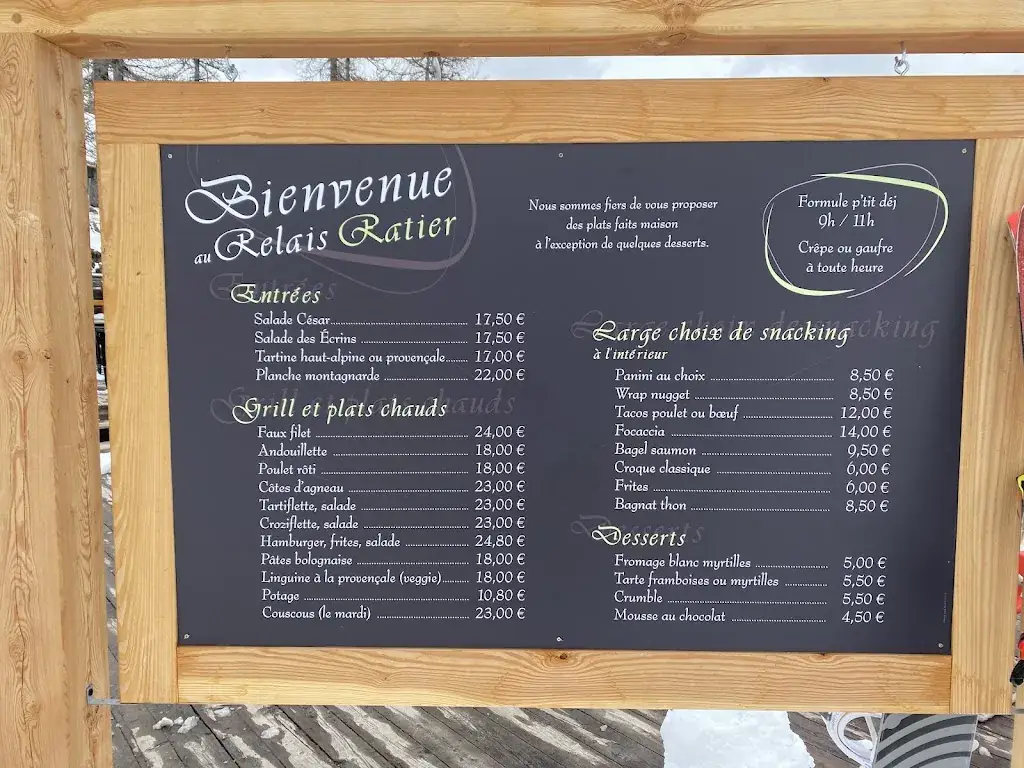 Bienvenue
au Relais Ratier
Nous sommes fiers de vous proposer
des plats faits maison
à l'exception de quelques desserts.
Formule p'tit déj
9h / 11h
Crêpe ou gaufre
à toute heure
Entrées
Salade César 17,50 €
Salade des Écrins 17,50 €
Tartine haut-alpine ou provençale 17,00 €
Planche montagnarde 22,00 €
Grill et plats chauds
Faux filet 24,00 €
Andouillette 18,00 €
Poulet rôti 18,00 €
Côtes d'agneau 23,00 €
Tartiflette, salade 23,00 €
Croziflette, salade 23,00 €
Hamburger, frites, salade 24,80 €
Pâtes bolognaise 18,00 €
Linguine à la provençale (veggie) 18,00 €
Potage 10,80 €
Couscous (le mardi) 23,00 €
Large choix de snacking
à l'intérieur
Panini au choix 8,50 €
Wrap nugget 8,50 €
Tacos poulet ou bœuf 12,00 €
Focaccia 14,00 €
Bagel saumon 9,50 €
Croque classique 6,00 €
Frites 6,00 €
Bagnat thon 8,50 €
Desserts
Fromage blanc myrtilles 5,00 €
Tarte framboises ou myrtilles 5,50 €
Crumble 5,50 €
Mousse au chocolat 4,50 €